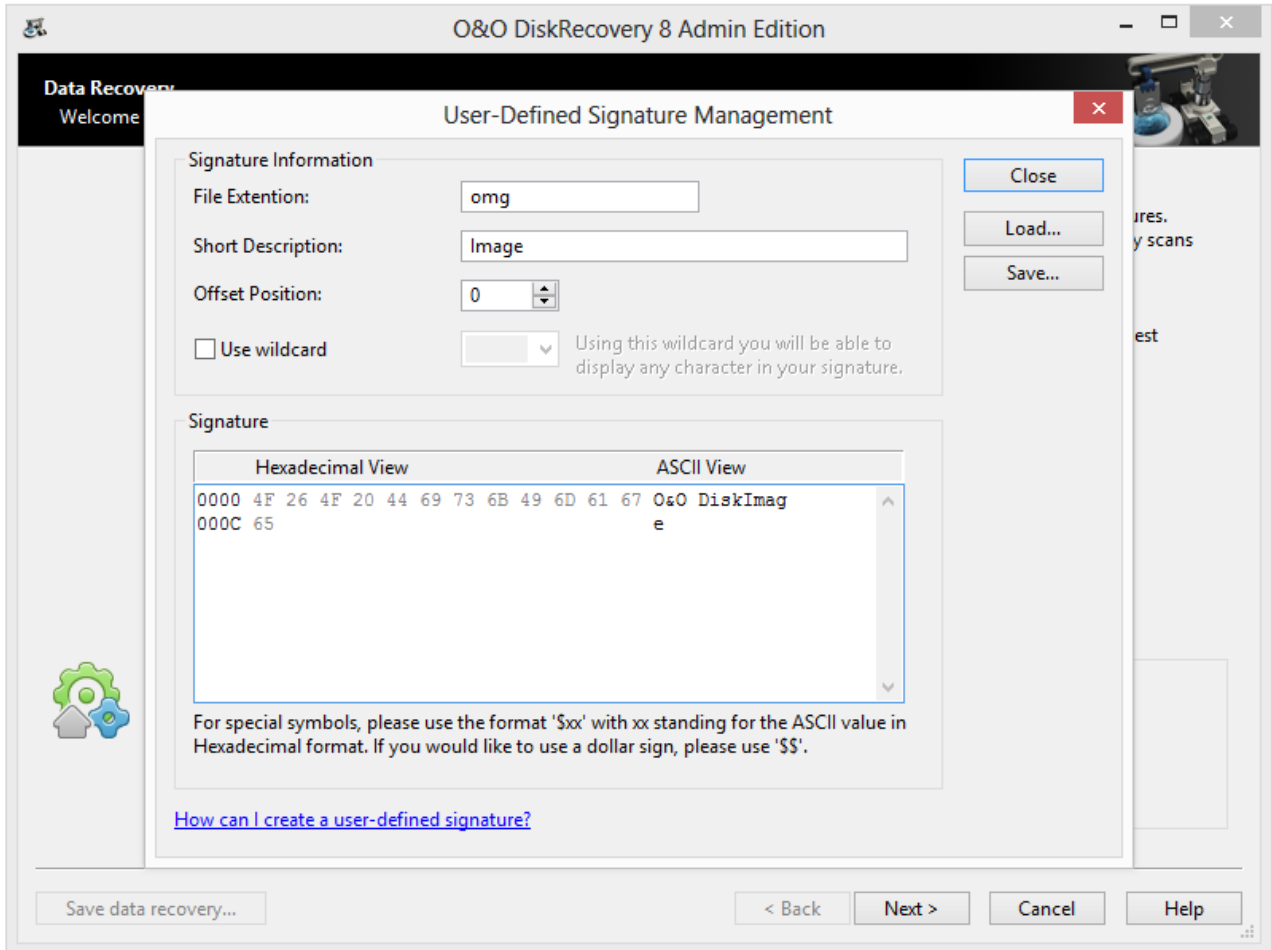 O&O DiskRecovery 8 Admin Edition
Data Recovery
Welcome
User-Defined Signature Management
Signature Information
File Extention:
omg
Close
Short Description:
Image
Load...
ures.
y scans
Offset Position:
0
Save...
Use wildcard
Using this wildcard you will be able to
display any character in your signature.
est
Signature
Hexadecimal View ASCII View
0000 4F 26 4F 20 44 69 73 6B 49 6D 61 67 O&O DiskImag
000C 65 e
For special symbols, please use the format '$xx' with xx standing for the ASCII value in
Hexadecimal format. If you would like to use a dollar sign, please use '$$'.
How can I create a user-defined signature?
Save data recovery...
< Back
Next >
Cancel
Help